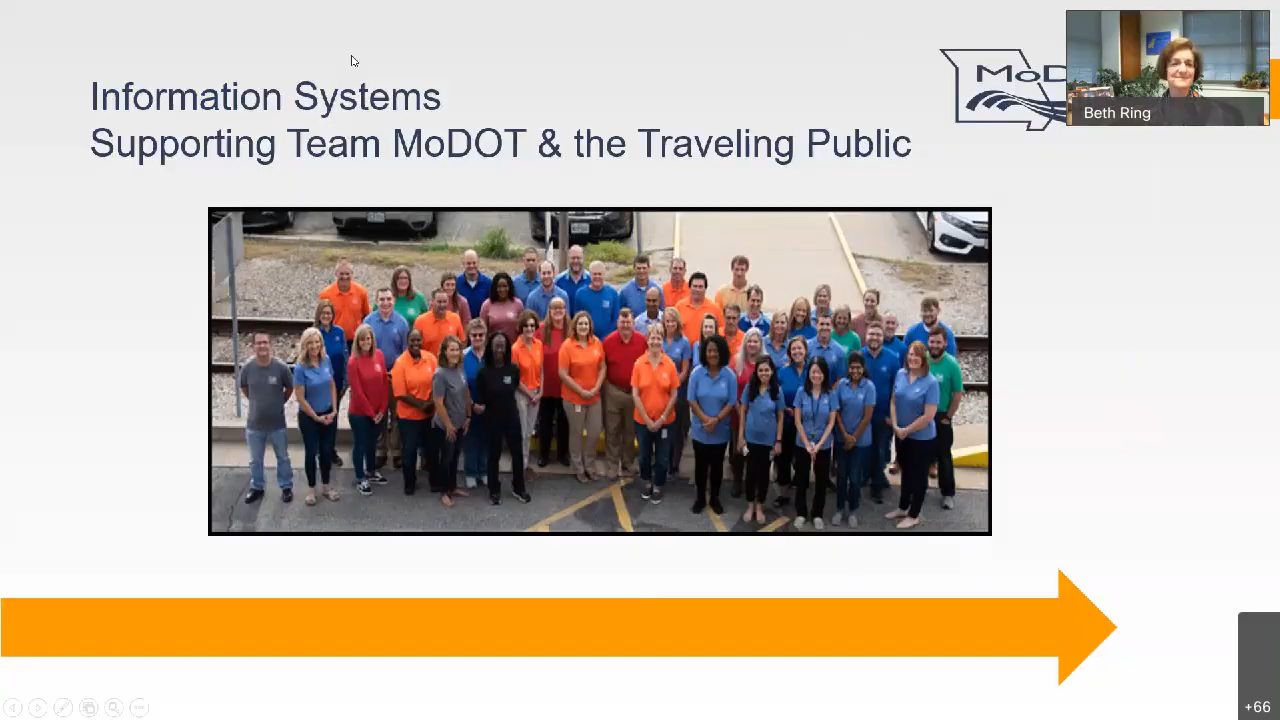 Information Systems
Supporting Team MoDOT & the Traveling Public
MoD
Beth Ring
+66